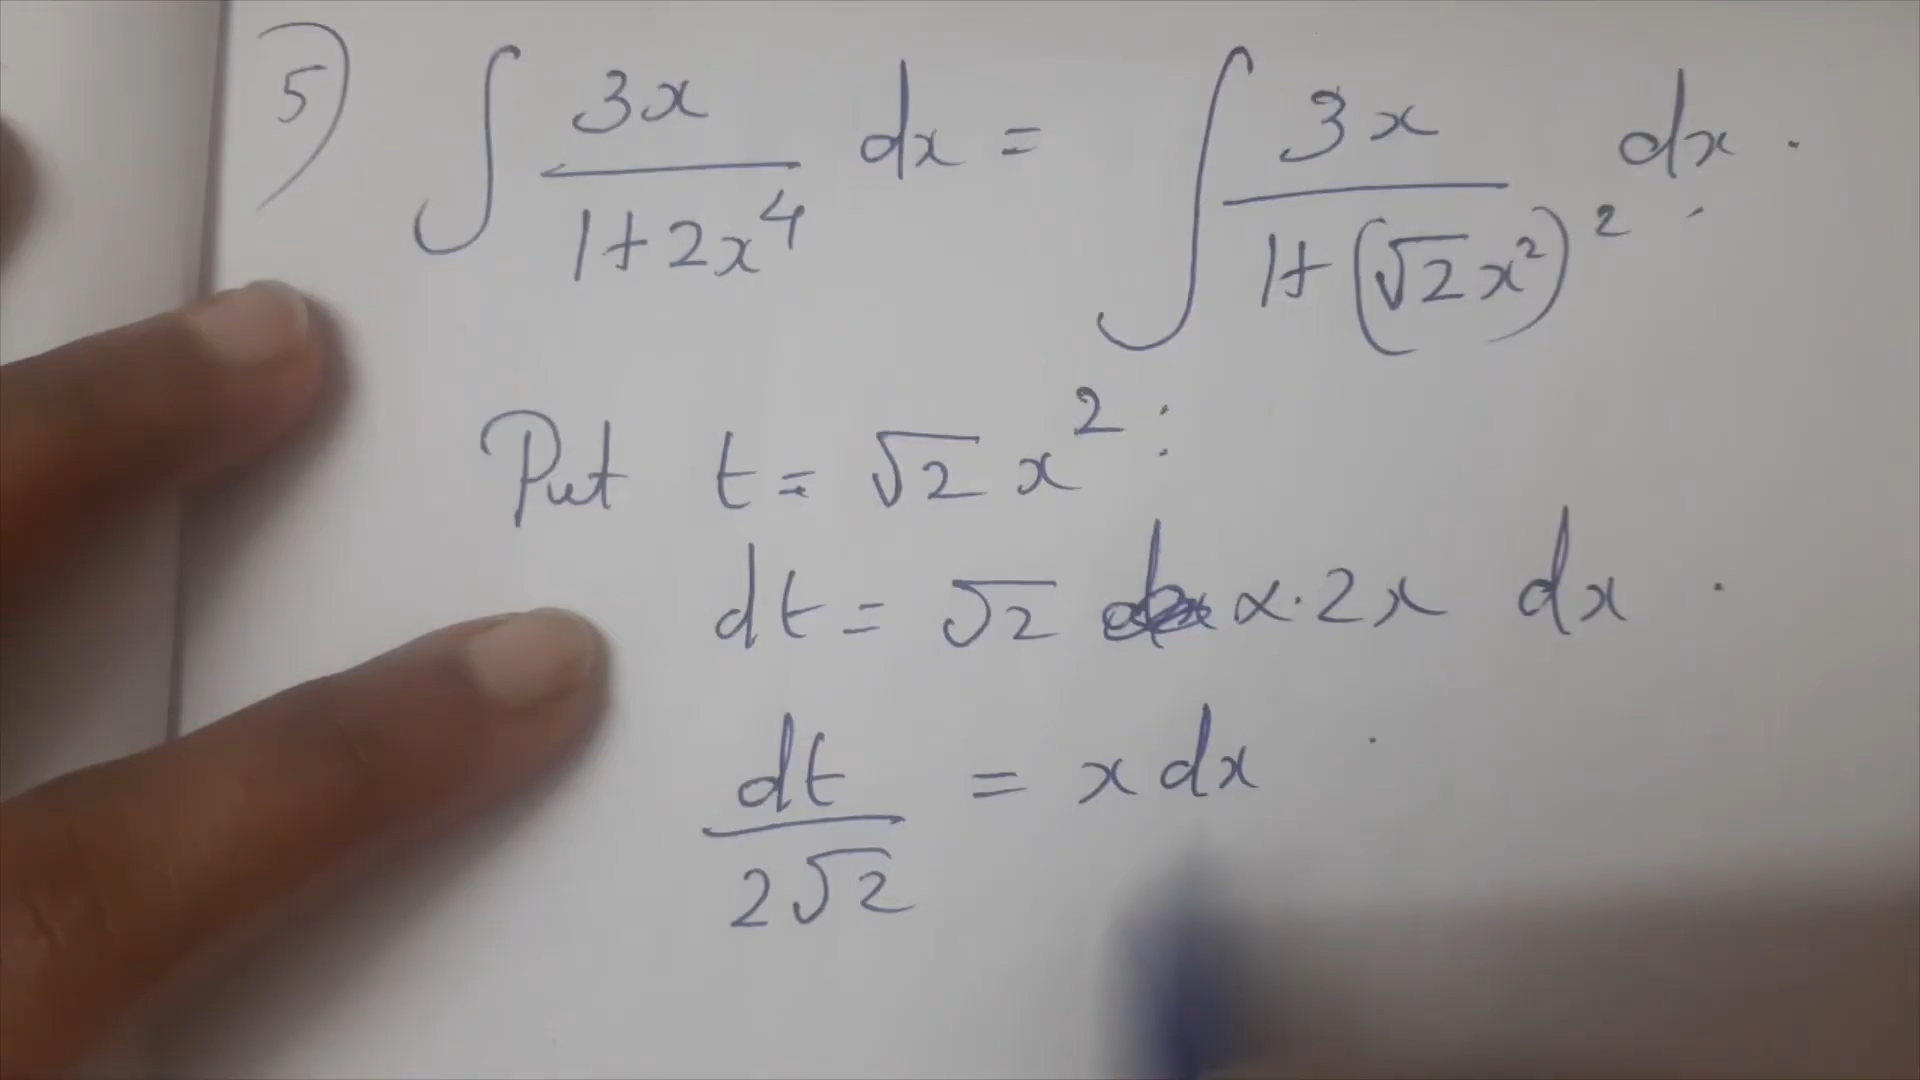 5) ∫ 3x / 1+2x⁴ dx = ∫ 3x / 1+(√2x²)² dx .
Put t = √2 x² :
dt = √2 x . 2x dx .
dt / 2√2 = x dx